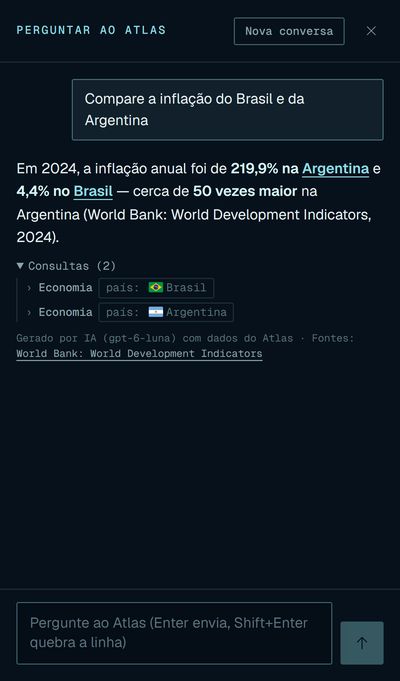 PERGUNTAR AO ATLAS
Nova conversa
Compare a inflação do Brasil e da
Argentina
Em 2024, a inflação anual foi de 219,9% na Argentina e
4,4% no Brasil — cerca de 50 vezes maior na
Argentina (World Bank: World Development Indicators,
2024).
▼ Consultas (2)
› Economia país: Brasil
› Economia país: Argentina
Gerado por IA (gpt-6-luna) com dados do Atlas · Fontes:
World Bank: World Development Indicators
Pergunte ao Atlas (Enter envia, Shift+Enter
quebra a linha)